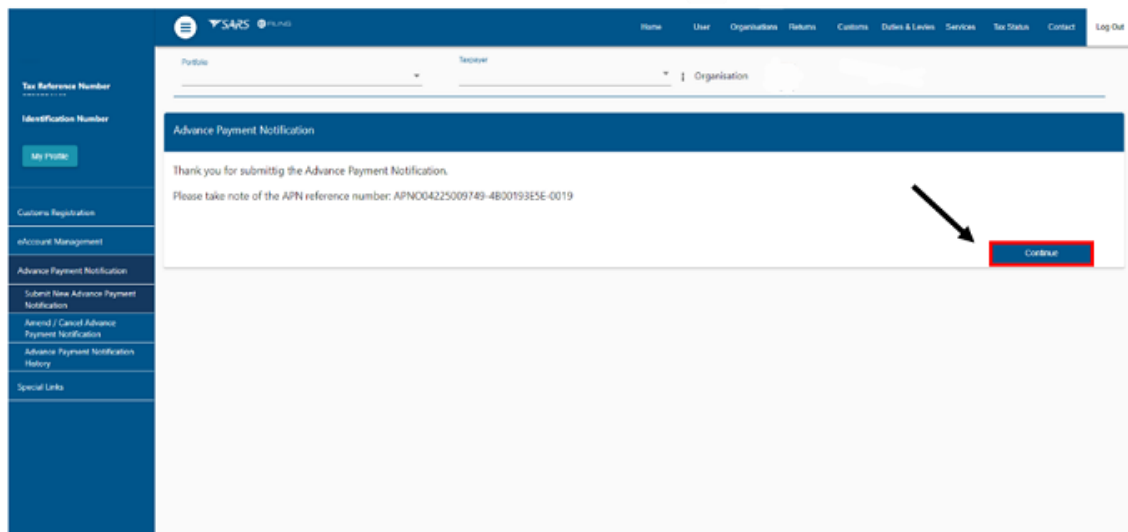 SARS eFILING
Home User Organisations Returns Customs Duties & Levies Services Tax Status Contact Log Out
Portfolio
Taxpayer
Organisation
Tax Reference Number
Identification Number
My Profile
Customs Registration
eAccount Management
Advance Payment Notification
Submit New Advance Payment
Notification
Amend / Cancel Advance
Payment Notification
Advance Payment Notification
History
Special Links
Advance Payment Notification
Thank you for submittig the Advance Payment Notification.
Please take note of the APN reference number: APNO04225009749-4B00193E5E-0019
Continue